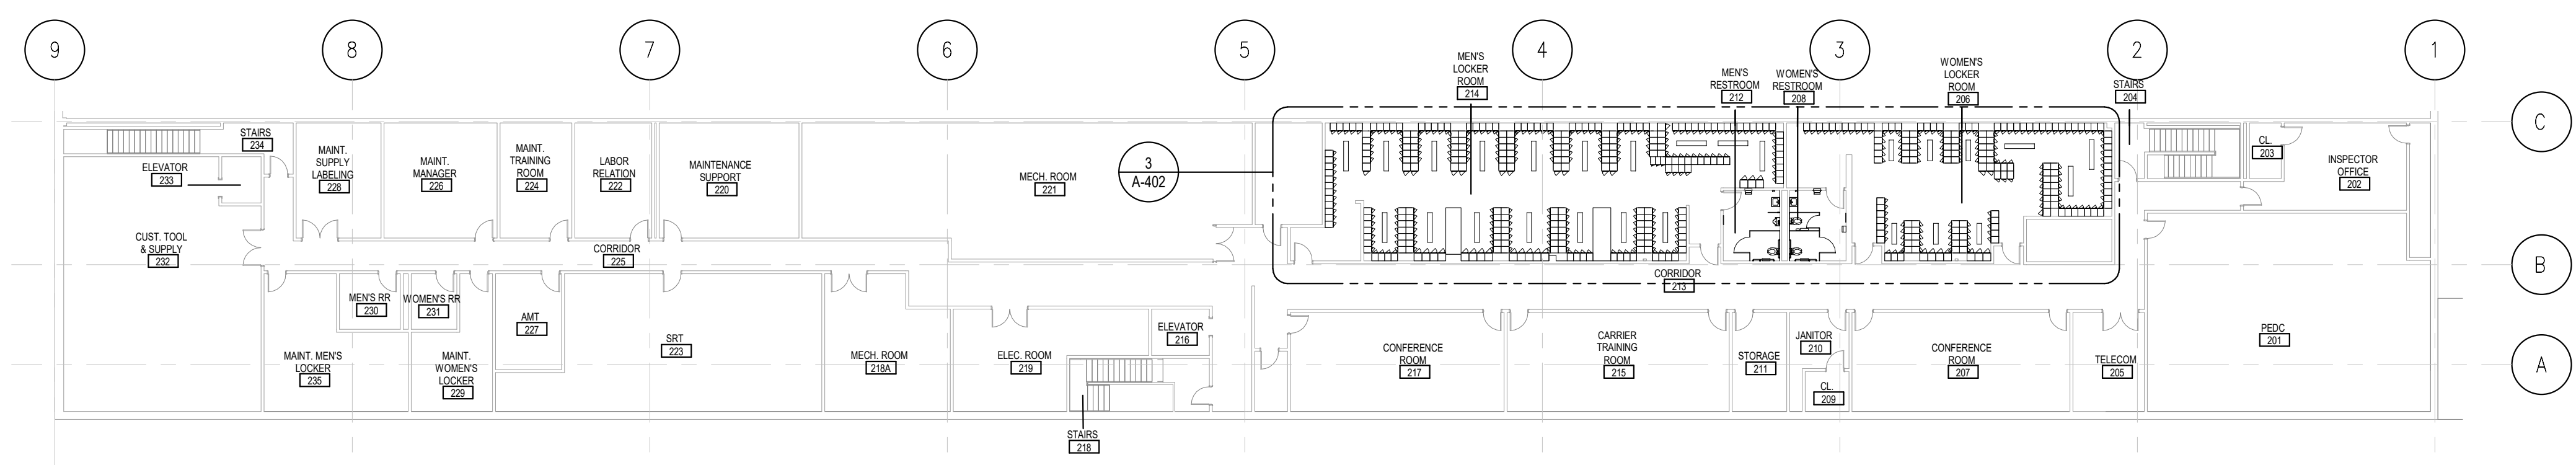 9
8
7
6
5
4
3
2
1
C
B
A
STAIRS
234
ELEVATOR
233
CUST. TOOL
& SUPPLY
232
MAINT.
SUPPLY
LABELING
228
MAINT.
MANAGER
226
MAINT.
TRAINING
ROOM
224
LABOR
RELATION
222
MAINTENANCE
SUPPORT
220
MECH. ROOM
221
3
A-402
MEN'S
LOCKER
ROOM
214
MEN'S
RESTROOM
212
WOMEN'S
RESTROOM
208
WOMEN'S
LOCKER
ROOM
206
STAIRS
204
CL.
203
INSPECTOR
OFFICE
202
CORRIDOR
225
CORRIDOR
213
MEN'S RR
230
WOMEN'S RR
231
MAINT. MEN'S
LOCKER
235
MAINT.
WOMEN'S
LOCKER
229
AMT
227
SRT
223
MECH. ROOM
218A
ELEC. ROOM
219
ELEVATOR
216
STAIRS
218
CONFERENCE
ROOM
217
CARRIER
TRAINING
ROOM
215
STORAGE
211
JANITOR
210
CL.
209
CONFERENCE
ROOM
207
TELECOM
205
PEDC
201